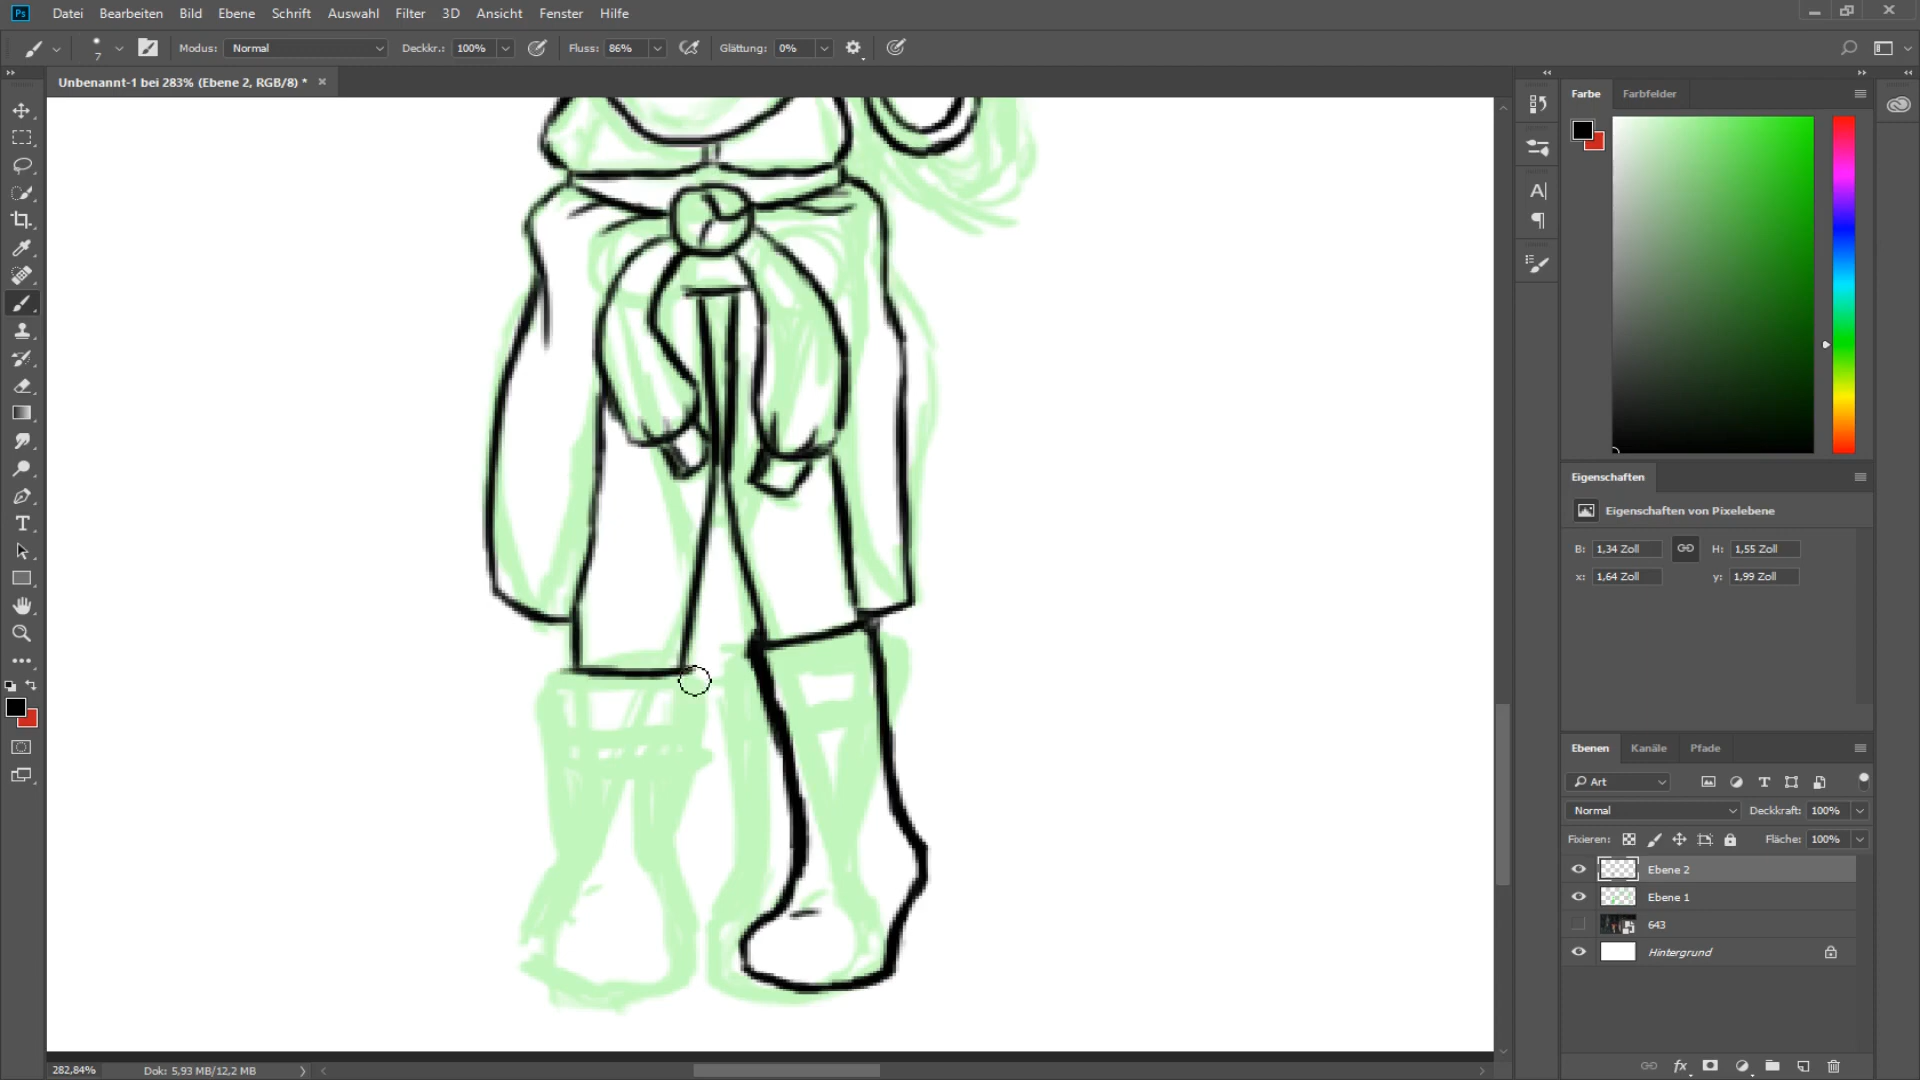 Ps Datei Bearbeiten Bild Ebene Schrift Auswahl Filter 3D Ansicht Fenster Hilfe
7 Modus: Normal Deckkr.: 100% Fluss: 86% Glättung: 0%
Unbenannt-1 bei 283% (Ebene 2, RGB/8) * ×
Farbe Farbfelder
Eigenschaften
Eigenschaften von Pixelebene
B: 1,34 Zoll H: 1,55 Zoll
x: 1,64 Zoll y: 1,99 Zoll
Ebenen Kanäle Pfade
Art
Normal Deckkraft: 100%
Fixieren: Fläche: 100%
Ebene 2
Ebene 1
643
Hintergrund
282,84% Dok: 5,93 MB/12,2 MB